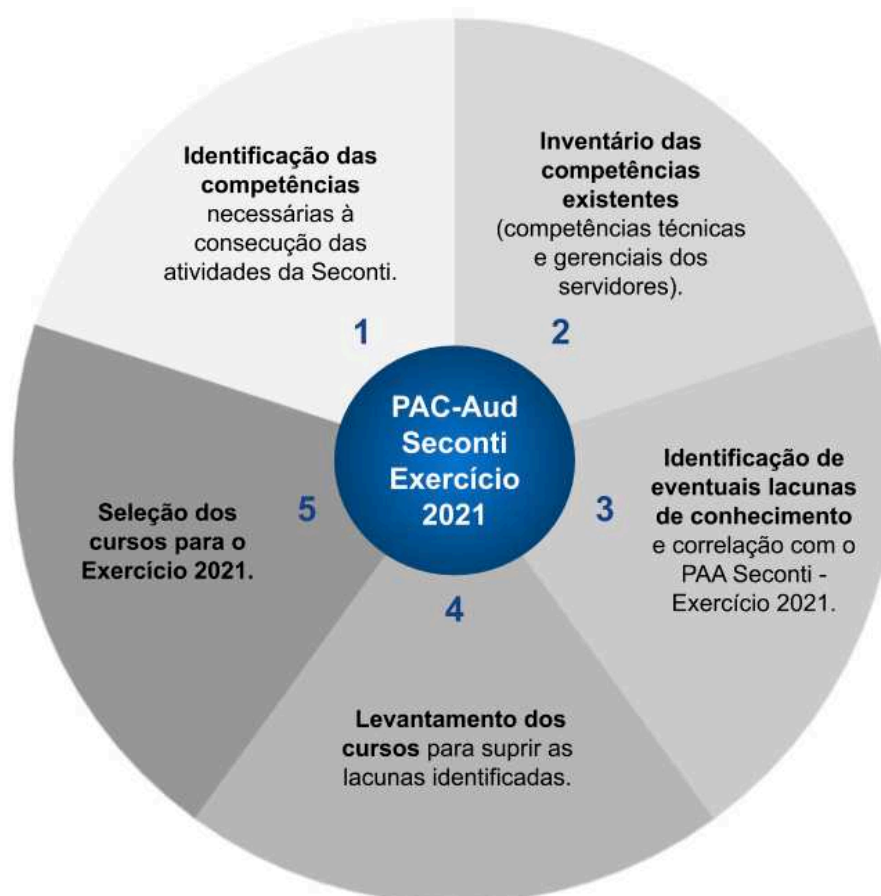 Identificação das
competências
necessárias à
consecução das
atividades da Seconti.
1
Inventário das
competências
existentes
(competências técnicas
e gerenciais dos
servidores).
2
PAC-Aud
Seconti
Exercício
2021
Identificação de
eventuais lacunas
de conhecimento
e correlação com o
PAA Seconti -
Exercício 2021.
3
4
Levantamento dos
cursos para suprir as
lacunas identificadas.
5
Seleção dos
cursos para o
Exercício 2021.